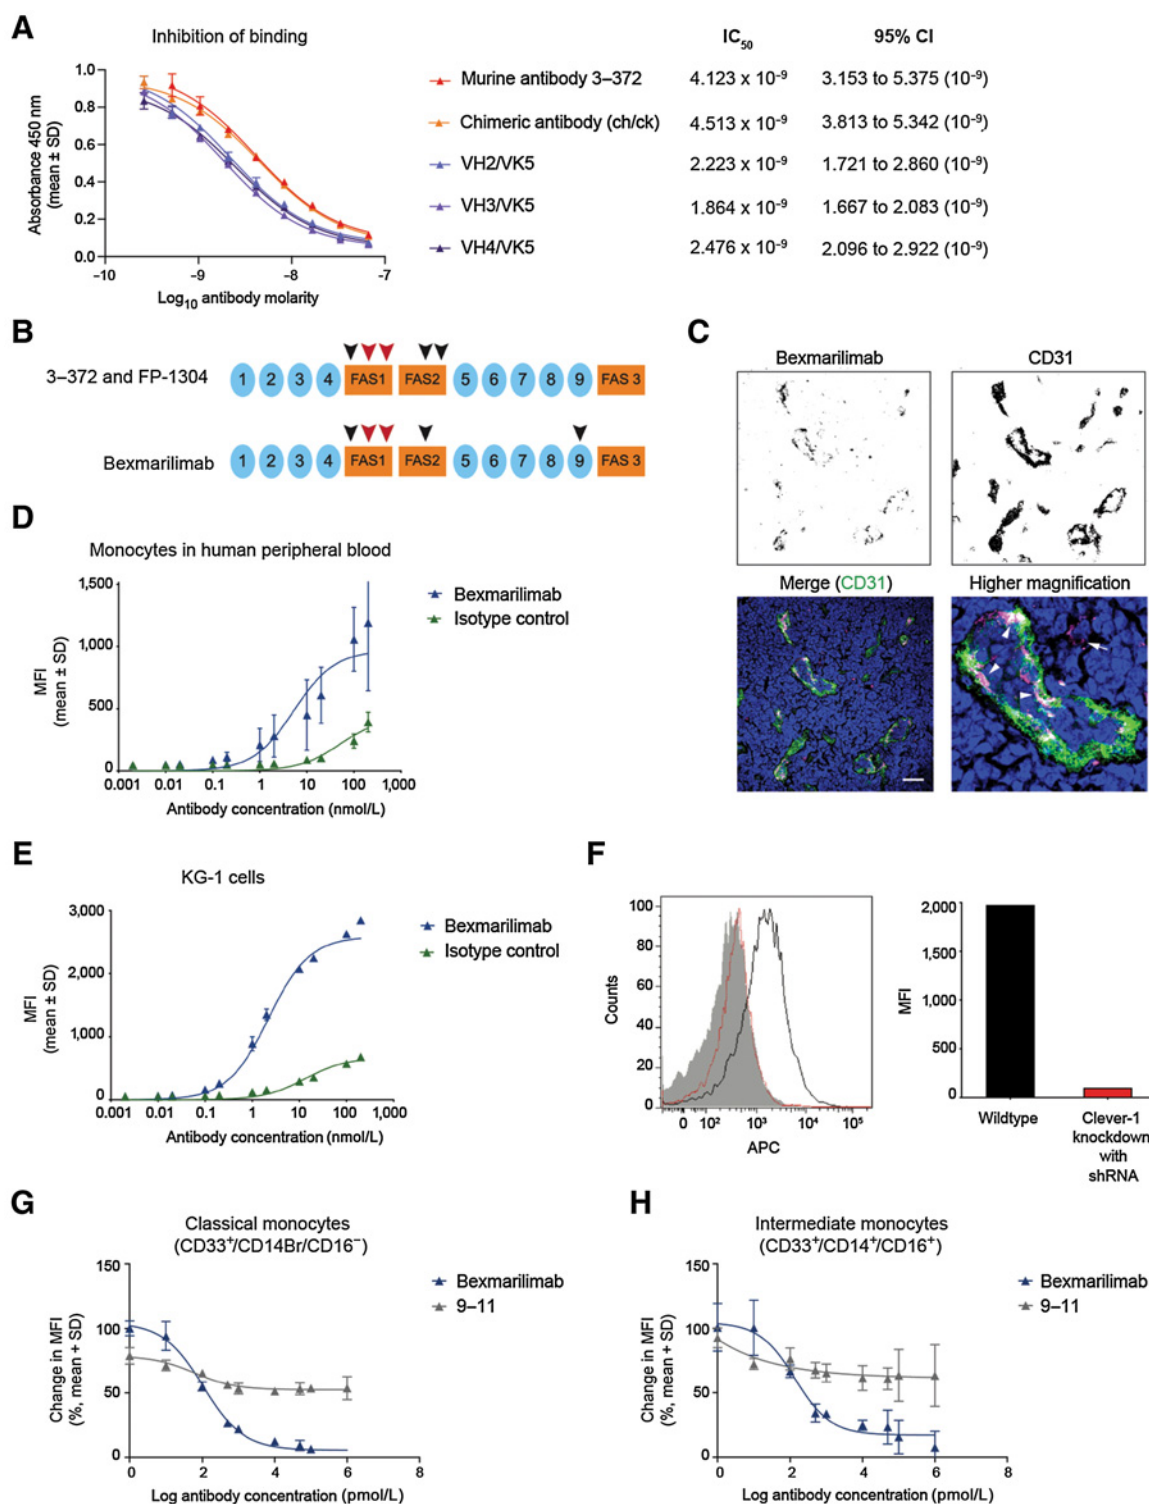 A
Inhibition of binding
IC50
95% CI
1.0
0.8
0.6
0.4
0.2
0.0
Absorbance 450 nm
(mean ± SD)
–10
–9
–8
–7
Log10 antibody molarity
Murine antibody 3–372
4.123 x 10–9
3.153 to 5.375 (10–9)
Chimeric antibody (ch/ck)
4.513 x 10–9
3.813 to 5.342 (10–9)
VH2/VK5
2.223 x 10–9
1.721 to 2.860 (10–9)
VH3/VK5
1.864 x 10–9
1.667 to 2.083 (10–9)
VH4/VK5
2.476 x 10–9
2.096 to 2.922 (10–9)
B
3–372 and FP-1304
1 2 3 4 FAS1 FAS2 5 6 7 8 9 FAS 3
Bexmarilimab
1 2 3 4 FAS1 FAS2 5 6 7 8 9 FAS 3
C
Bexmarilimab
CD31
Merge (CD31)
Higher magnification
D
Monocytes in human peripheral blood
1,500
1,000
500
0
MFI
(mean ± SD)
0.001 0.01 0.1 1 10 100 1,000
Antibody concentration (nmol/L)
Bexmarilimab
Isotype control
E
KG-1 cells
3,000
2,000
1,000
0
MFI
(mean ± SD)
0.001 0.01 0.1 1 10 100 1,000
Antibody concentration (nmol/L)
Bexmarilimab
Isotype control
F
100
80
60
40
20
0
Counts
0 102 103 104 105
APC
2,000
1,500
1,000
500
0
MFI
Wildtype
Clever-1
knockdown
with
shRNA
G
Classical monocytes
(CD33+/CD14Br/CD16–)
150
100
50
0
Change in MFI
(%, mean + SD)
0 2 4 6 8
Log antibody concentration (pmol/L)
Bexmarilimab
9–11
H
Intermediate monocytes
(CD33+/CD14+/CD16+)
150
100
50
0
Change in MFI
(%, mean + SD)
0 2 4 6 8
Log antibody concentration (pmol/L)
Bexmarilimab
9–11